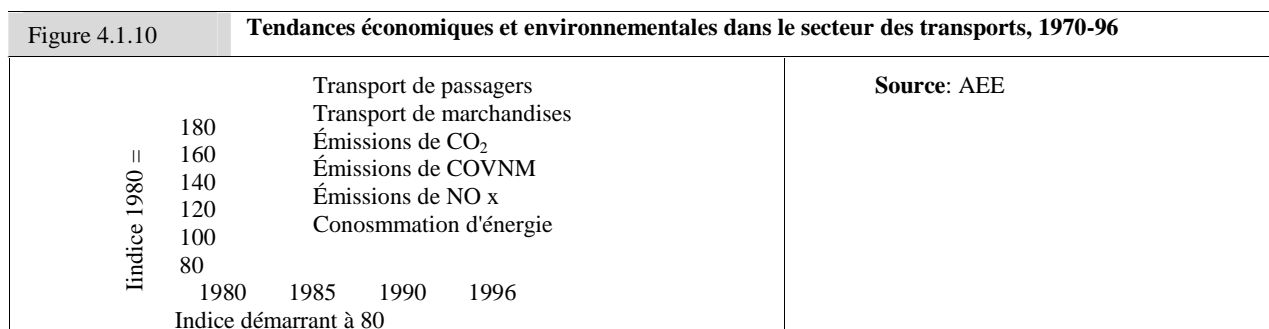 Figure 4.1.10
Tendances économiques et environnementales dans le secteur des transports, 1970-96
Transport de passagers
Transport de marchandises
Émissions de CO₂
Émissions de COVNM
Émissions de NO x
Conosmmation d'énergie
Iindice 1980 =
180
160
140
120
100
80
1980 1985 1990 1996
Indice démarrant à 80
Source: AEE